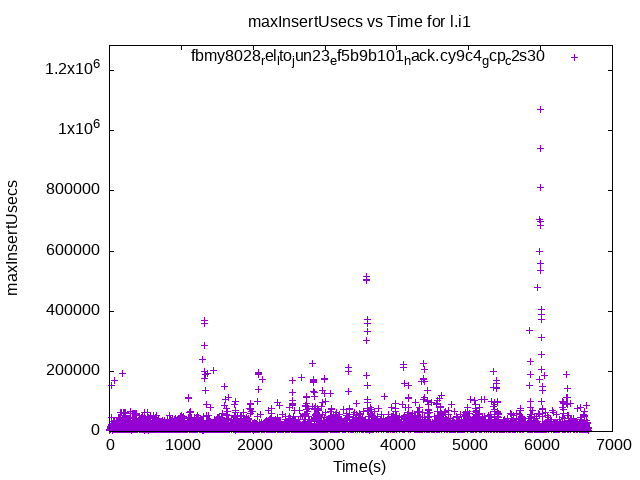 maxInsertUsecs vs Time for l.i1
fbmy8028_rel_lto_jun23_ef5b9b101_hack.cy9c4_gcp_c2s30
1.2x10^6
1x10^6
800000
600000
400000
200000
0
maxInsertUsecs
0 1000 2000 3000 4000 5000 6000 7000
Time(s)